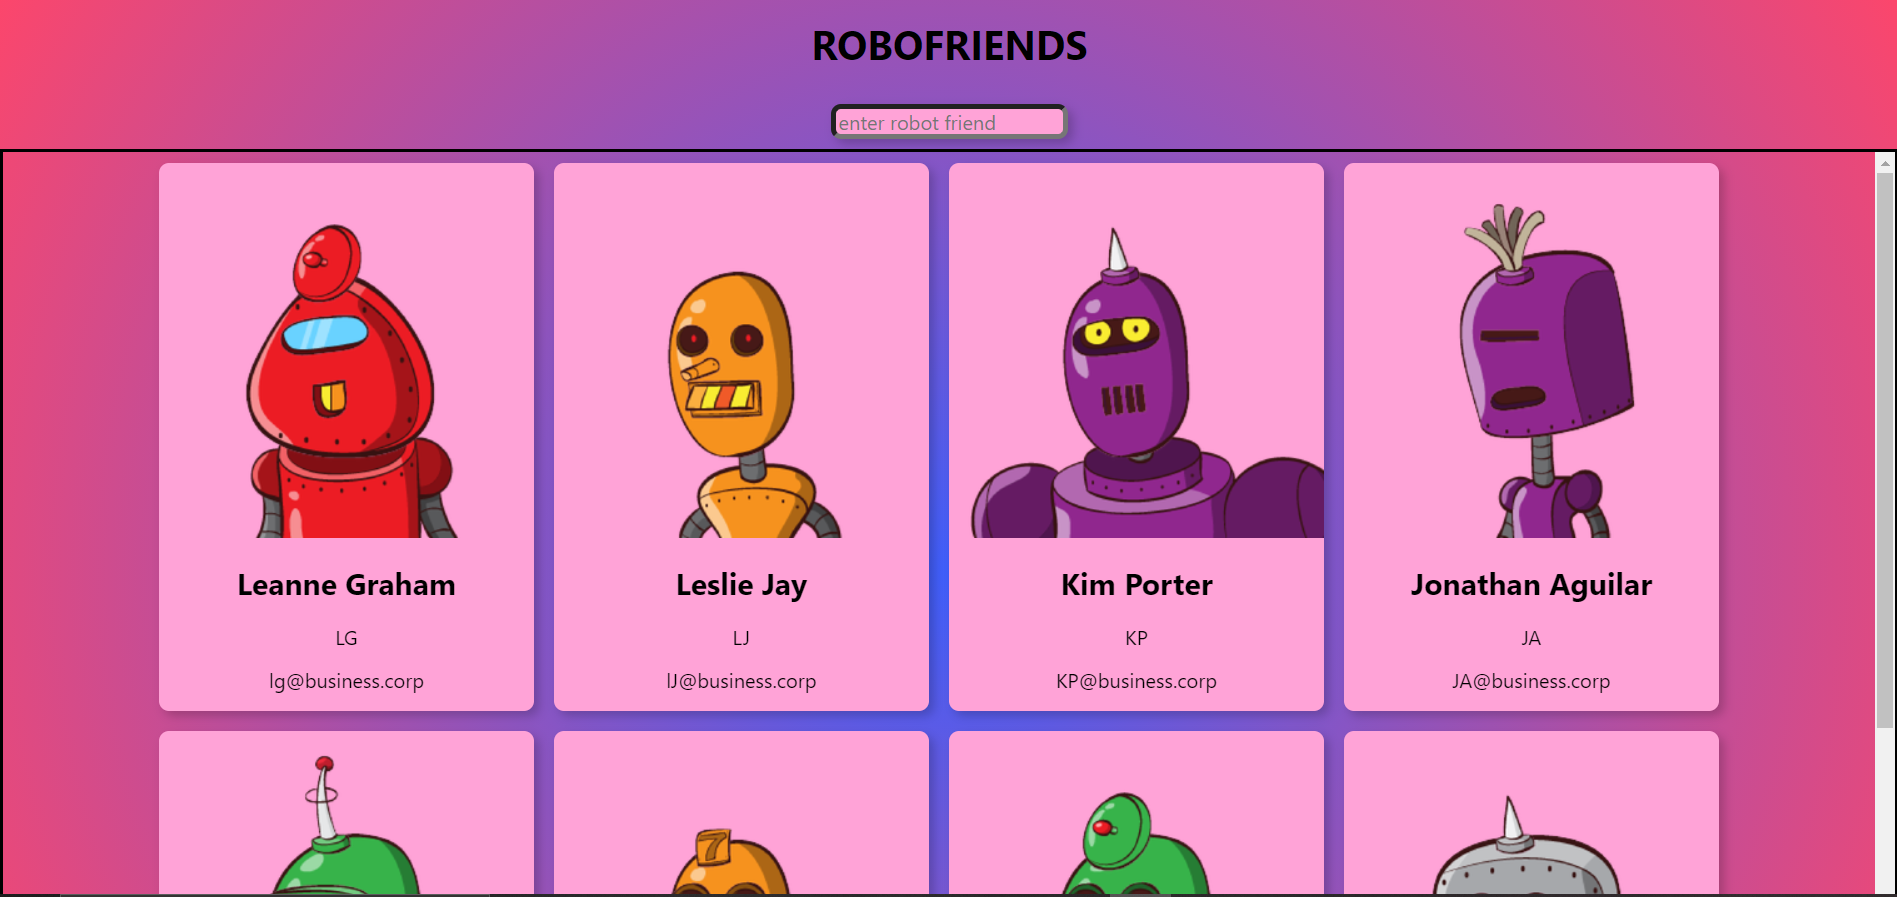 ROBOFRIENDS
enter robot friend
Leanne Graham
LG
lg@business.corp
Leslie Jay
LJ
lJ@business.corp
Kim Porter
KP
KP@business.corp
Jonathan Aguilar
JA
JA@business.corp
7